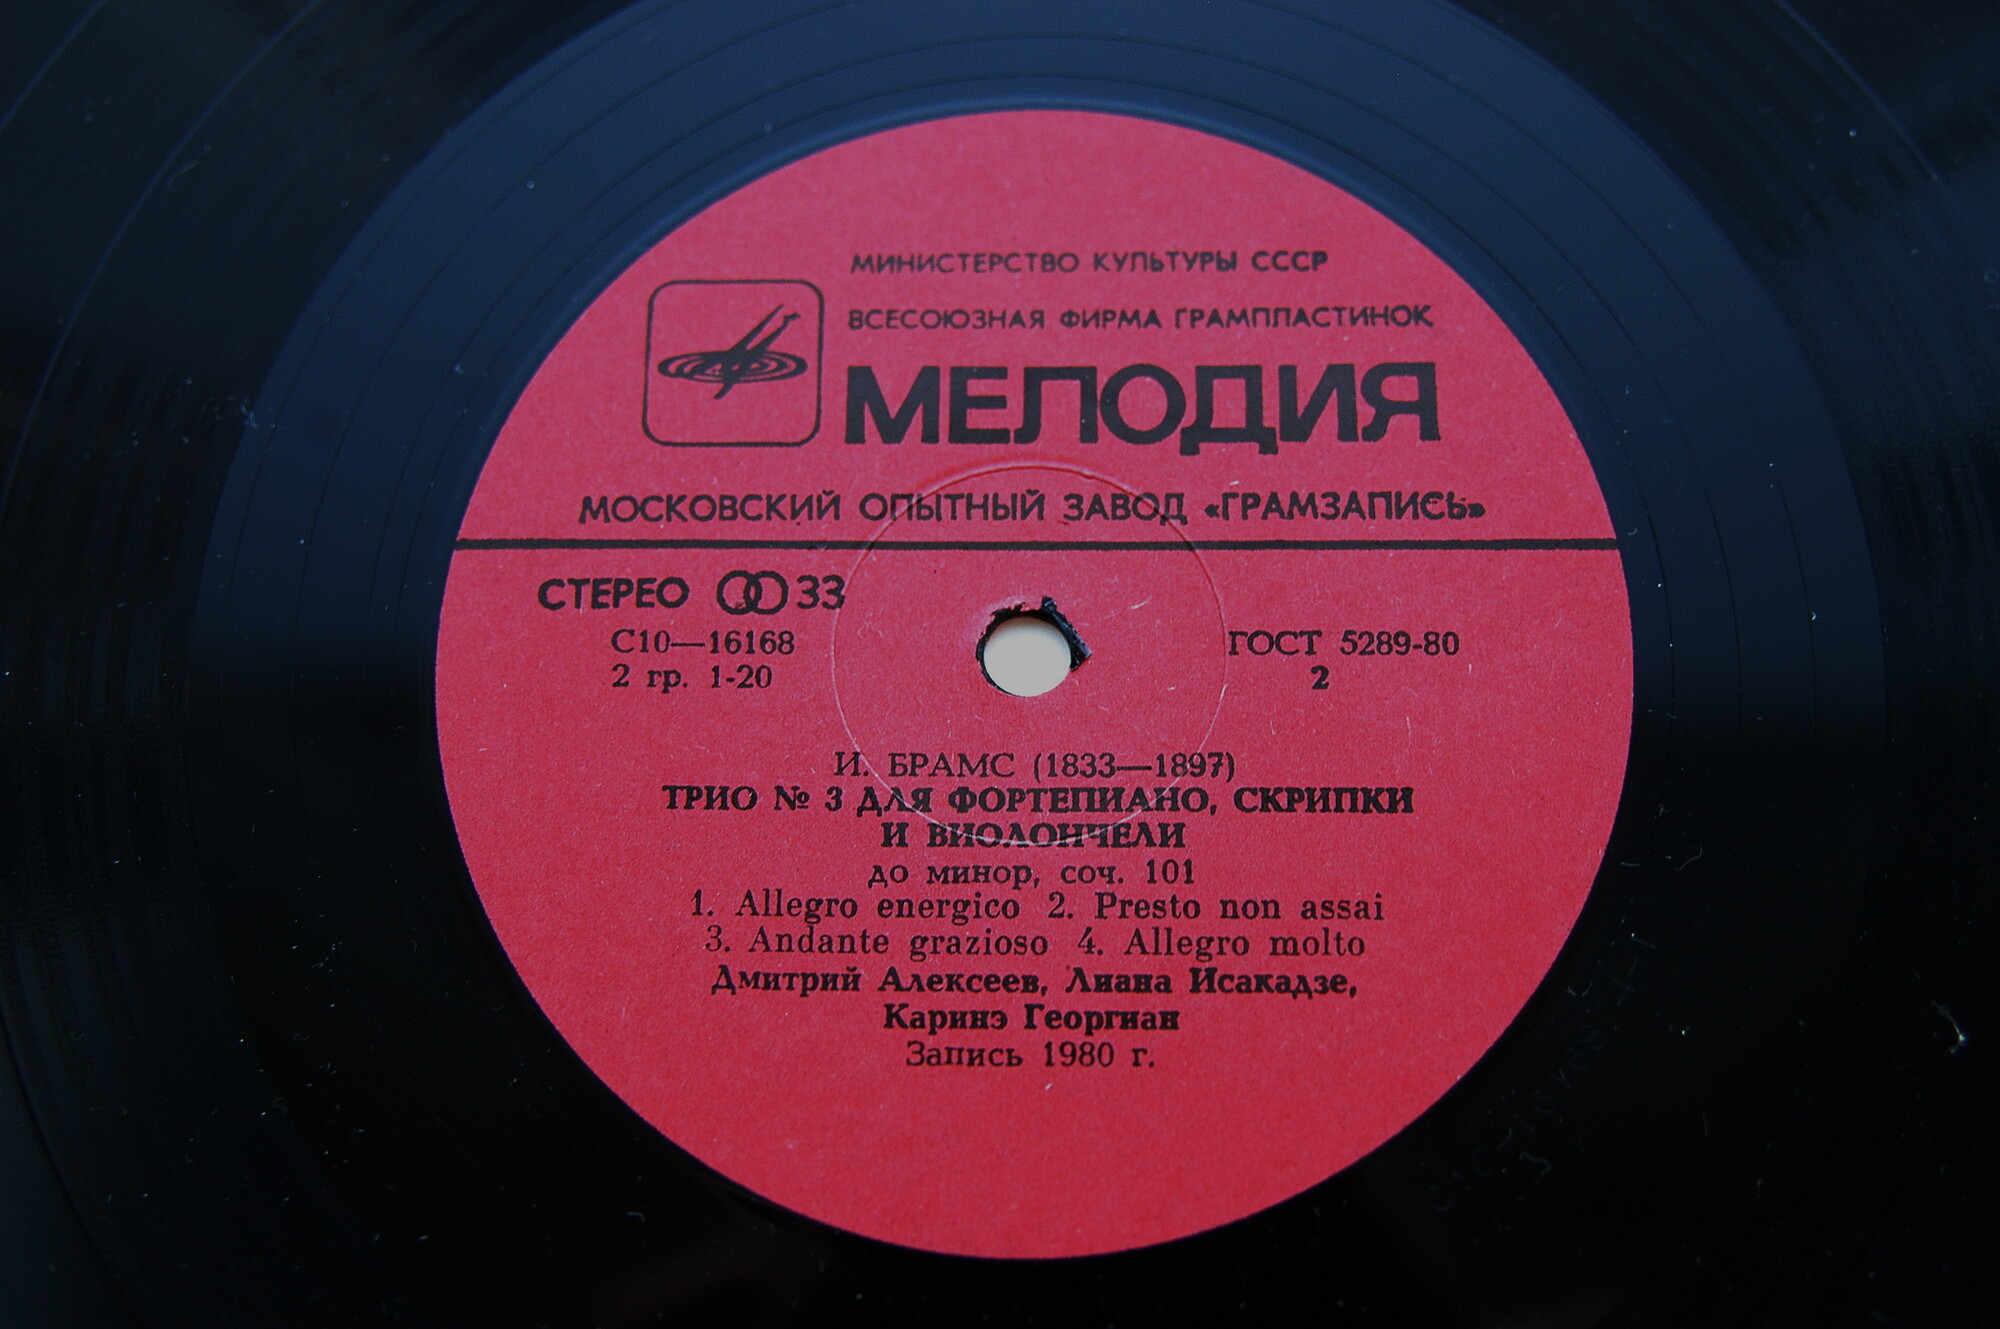 МИНИСТЕРСТВО КУЛЬТУРЫ СССР
ВСЕСОЮЗНАЯ ФИРМА ГРАМПЛАСТИНОК
МЕЛОДИЯ
МОСКОВСКИЙ ОПЫТНЫЙ ЗАВОД «ГРАМЗАПИСЬ»
СТЕРЕО 33
С10—16168
2 гр. 1-20
ГОСТ 5289-80
2
И. БРАМС (1833—1897)
ТРИО № 3 ДЛЯ ФОРТЕПИАНО, СКРИПКИ
И ВИОЛОНЧЕЛИ
до минор, соч. 101
1. Allegro energico 2. Presto non assai
3. Andante grazioso 4. Allegro molto
Дмитрий Алексеев, Лиана Исакадзе,
Каринэ Георгиан
Запись 1980 г.